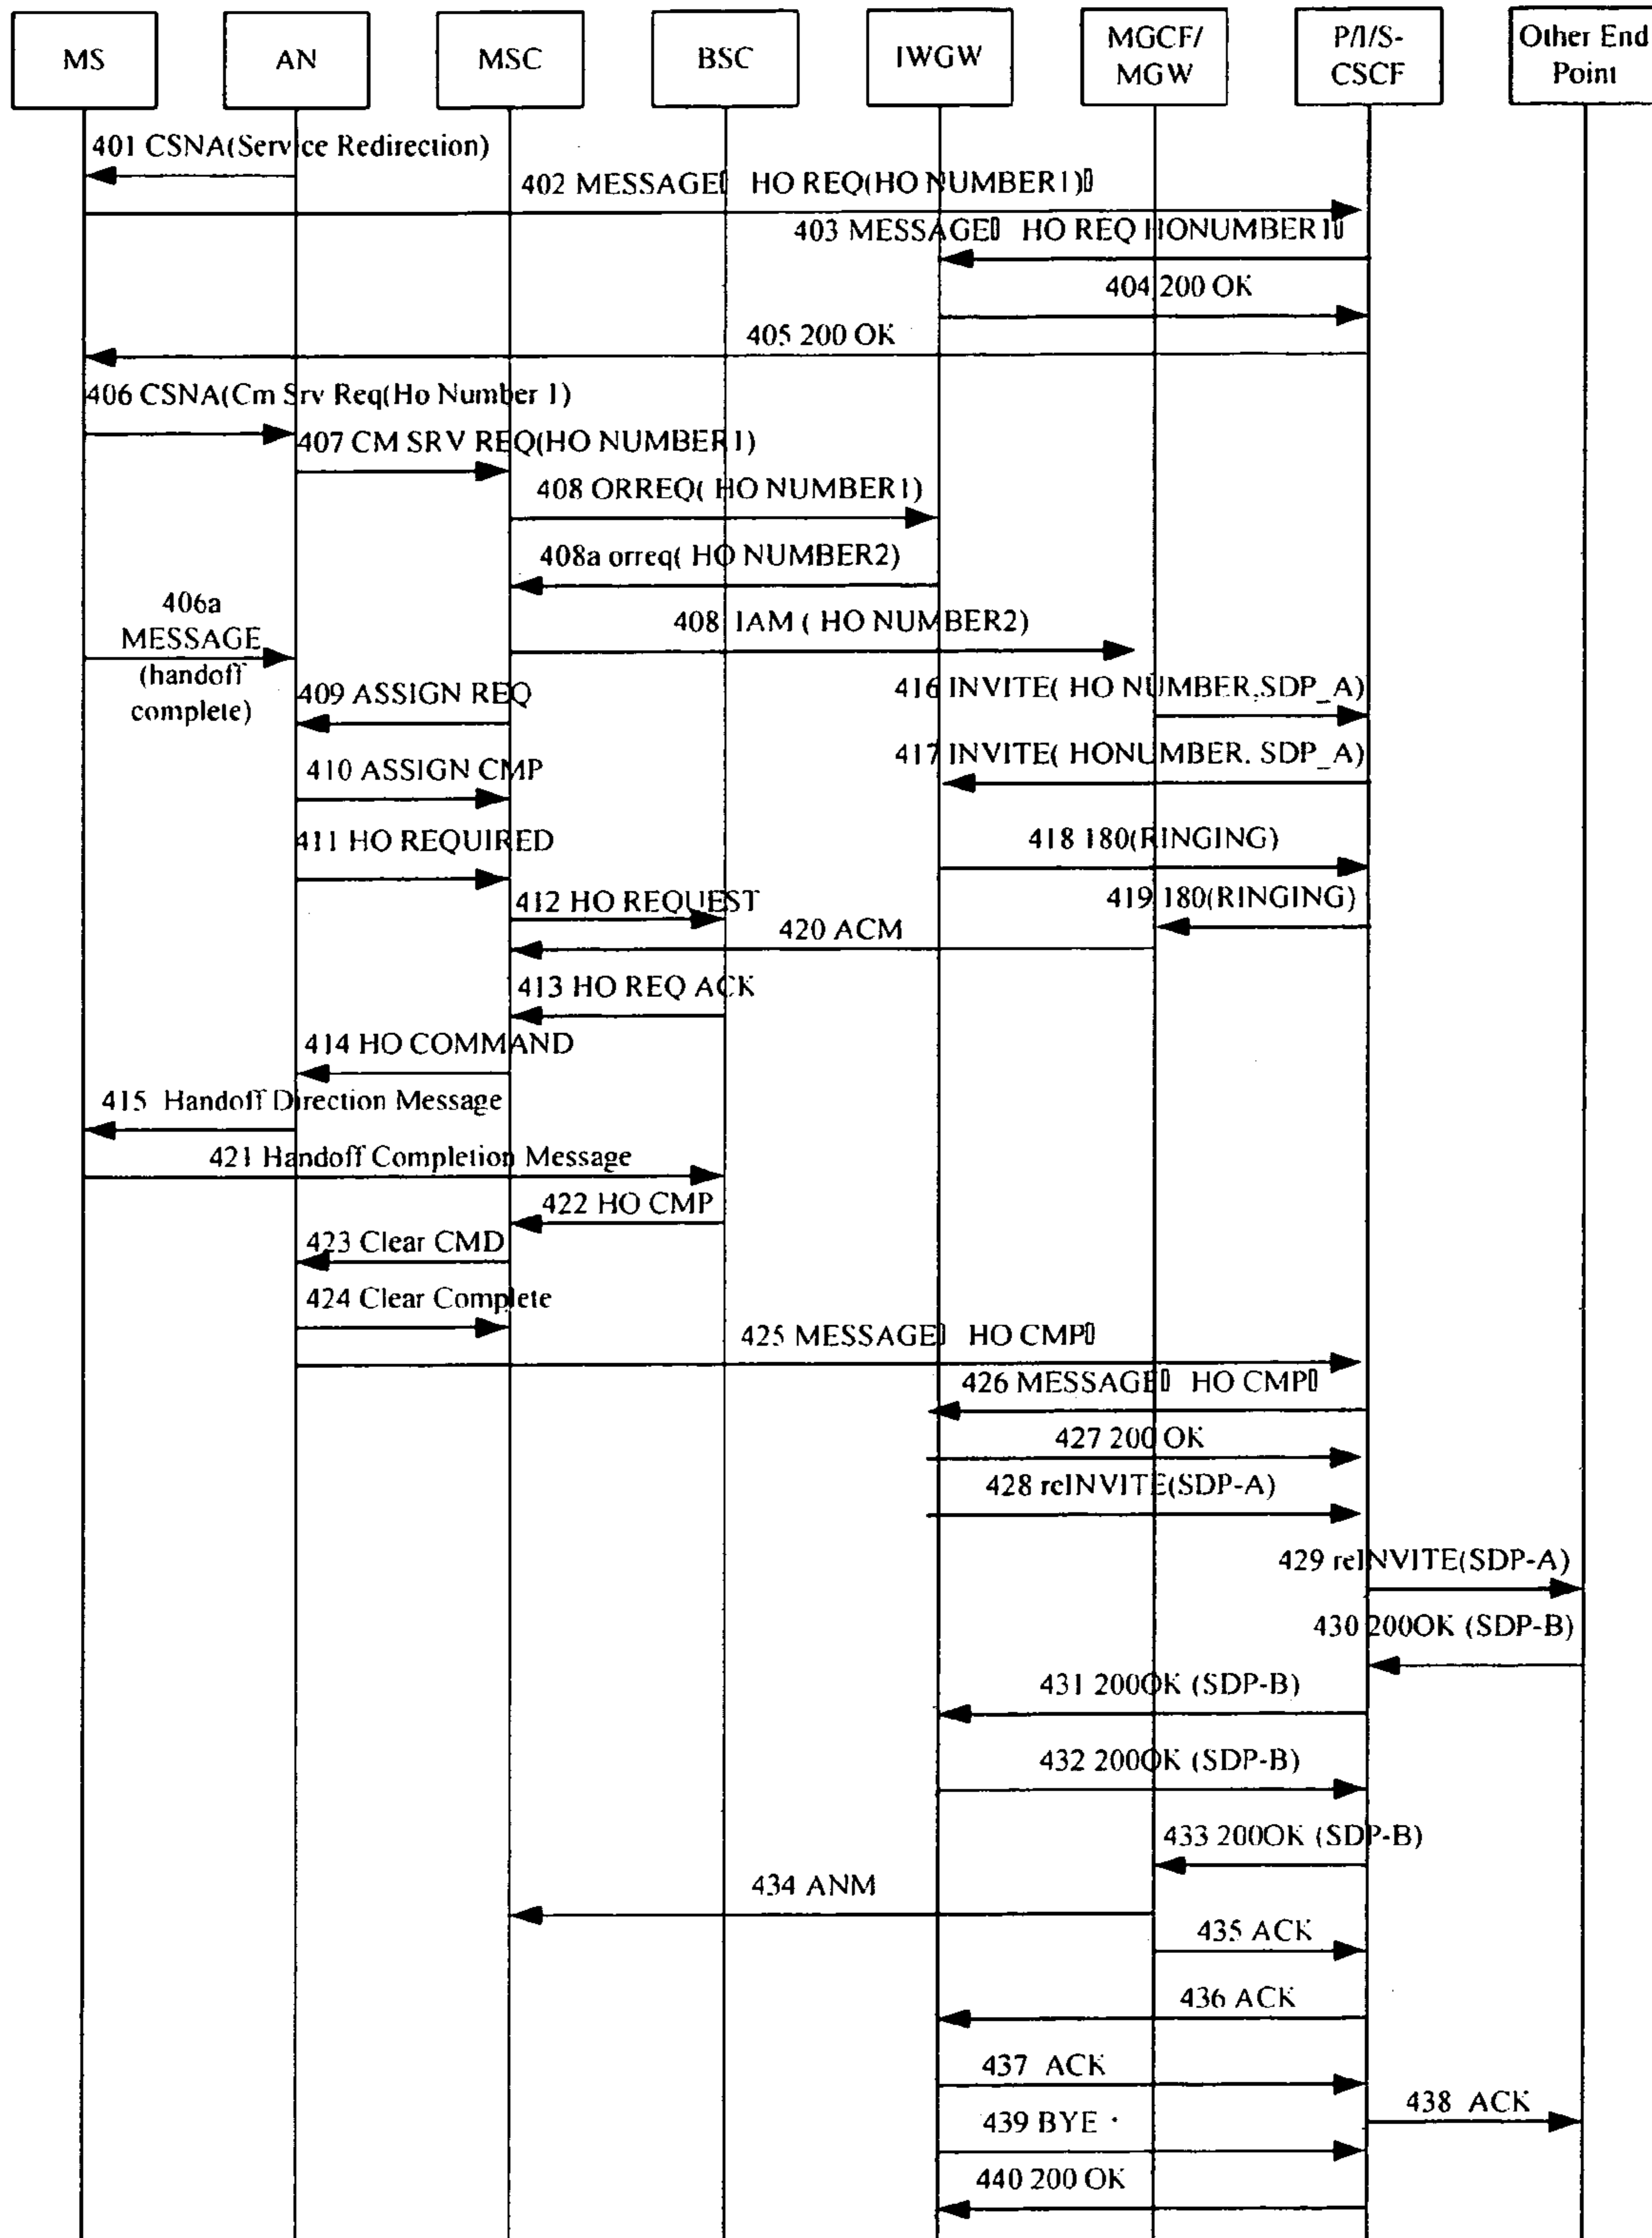 MS
AN
MSC
BSC
IWGW
MGCF/
MGW
P/I/S-
CSCF
Other End
Point
401 CSNA(Service Redirection)
402 MESSAGE▯ HO REQ(HO NUMBER1)▯
403 MESSAGE▯ HO REQ HONUMBER1▯
404 200 OK
405 200 OK
406 CSNA(Cm Srv Req(Ho Number 1)
407 CM SRV REQ(HO NUMBER1)
408 ORREQ( HO NUMBER1)
408a orreq( HO NUMBER2)
406a
MESSAGE
(handoff
complete)
408 IAM ( HO NUMBER2)
409 ASSIGN REQ
416 INVITE( HO NUMBER,SDP_A)
417 INVITE( HONUMBER. SDP_A)
410 ASSIGN CMP
411 HO REQUIRED
418 180(RINGING)
412 HO REQUEST
419 180(RINGING)
420 ACM
413 HO REQ ACK
414 HO COMMAND
415 Handoff Direction Message
421 Handoff Completion Message
422 HO CMP
423 Clear CMD
424 Clear Complete
425 MESSAGE▯ HO CMP▯
426 MESSAGE▯ HO CMP▯
427 200 OK
428 reINVITE(SDP-A)
429 reINVITE(SDP-A)
430 200OK (SDP-B)
431 200OK (SDP-B)
432 200OK (SDP-B)
433 200OK (SDP-B)
434 ANM
435 ACK
436 ACK
437 ACK
438 ACK
439 BYE
440 200 OK